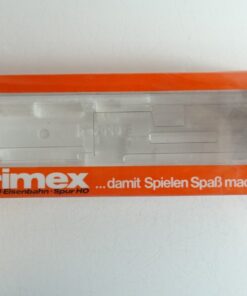 imex
Eisenbahn · Spur HO
...damit Spielen Spaß mac